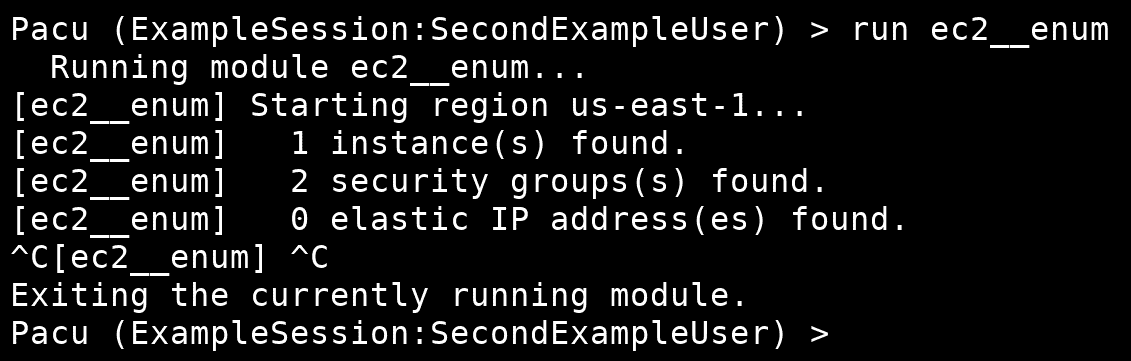 Pacu (ExampleSession:SecondExampleUser) > run ec2__enum
  Running module ec2__enum...
[ec2__enum] Starting region us-east-1...
[ec2__enum]   1 instance(s) found.
[ec2__enum]   2 security groups(s) found.
[ec2__enum]   0 elastic IP address(es) found.
^C[ec2__enum] ^C
Exiting the currently running module.
Pacu (ExampleSession:SecondExampleUser) >